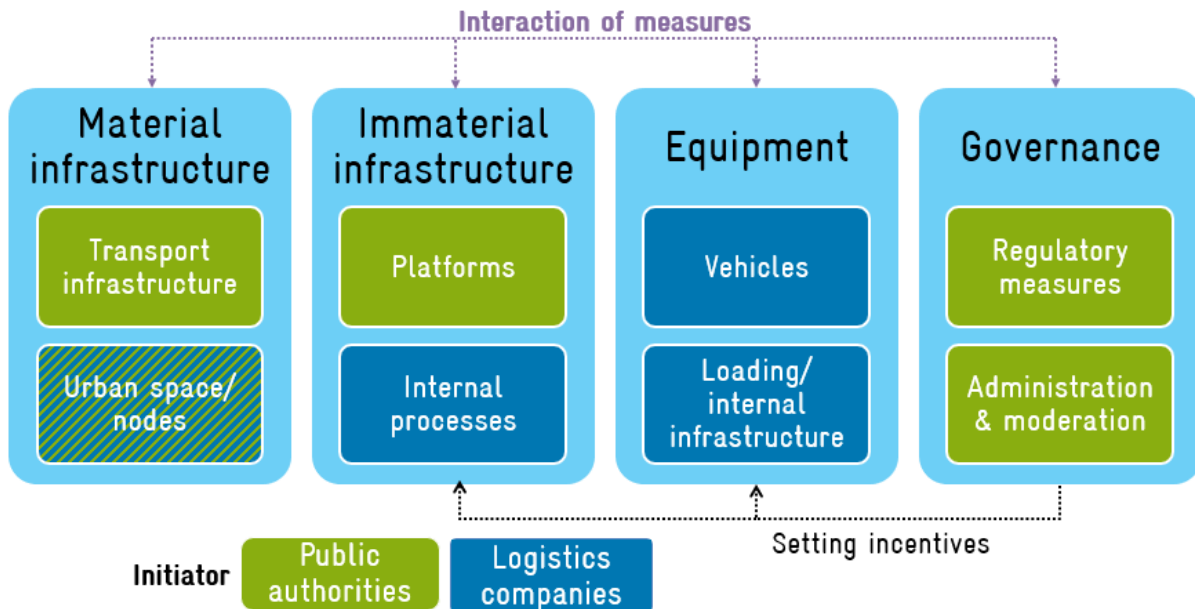 Interaction of measures
Material
infrastructure
Transport
infrastructure
Urban space/
nodes
Immaterial
infrastructure
Platforms
Internal
processes
Equipment
Vehicles
Loading/
internal
infrastructure
Governance
Regulatory
measures
Administration
& moderation
Setting incentives
Initiator
Public
authorities
Logistics
companies